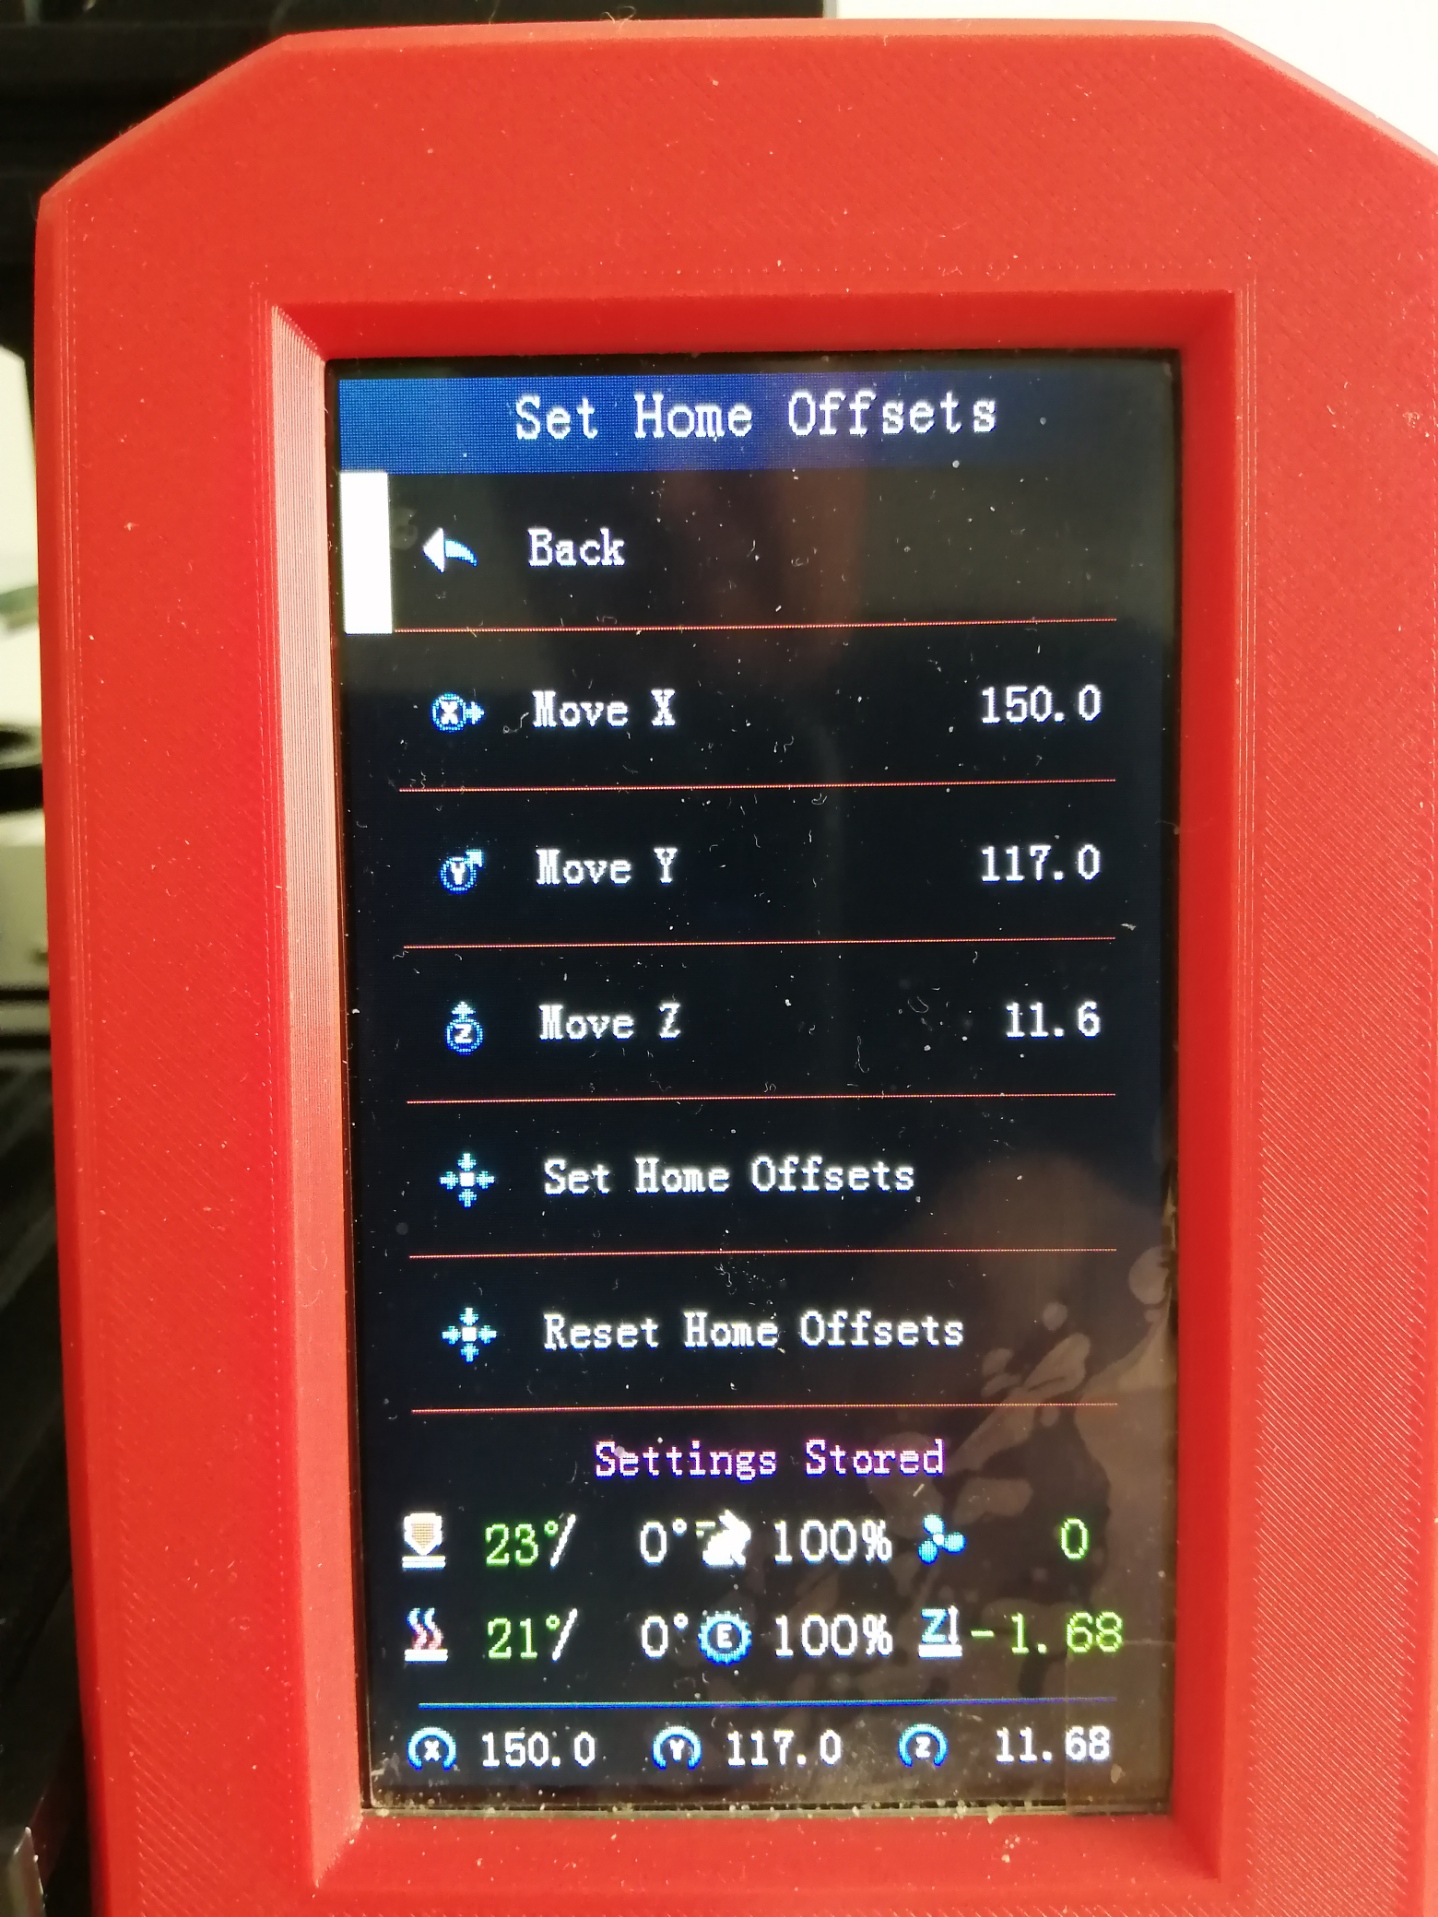 Set Home Offsets
Back
X Move X 150.0
Y Move Y 117.0
Z Move Z 11.6
Set Home Offsets
Reset Home Offsets
Settings Stored
23°/ 0° 100% 0
21°/ 0° E 100% Z -1.68
X 150.0 Y 117.0 Z 11.68